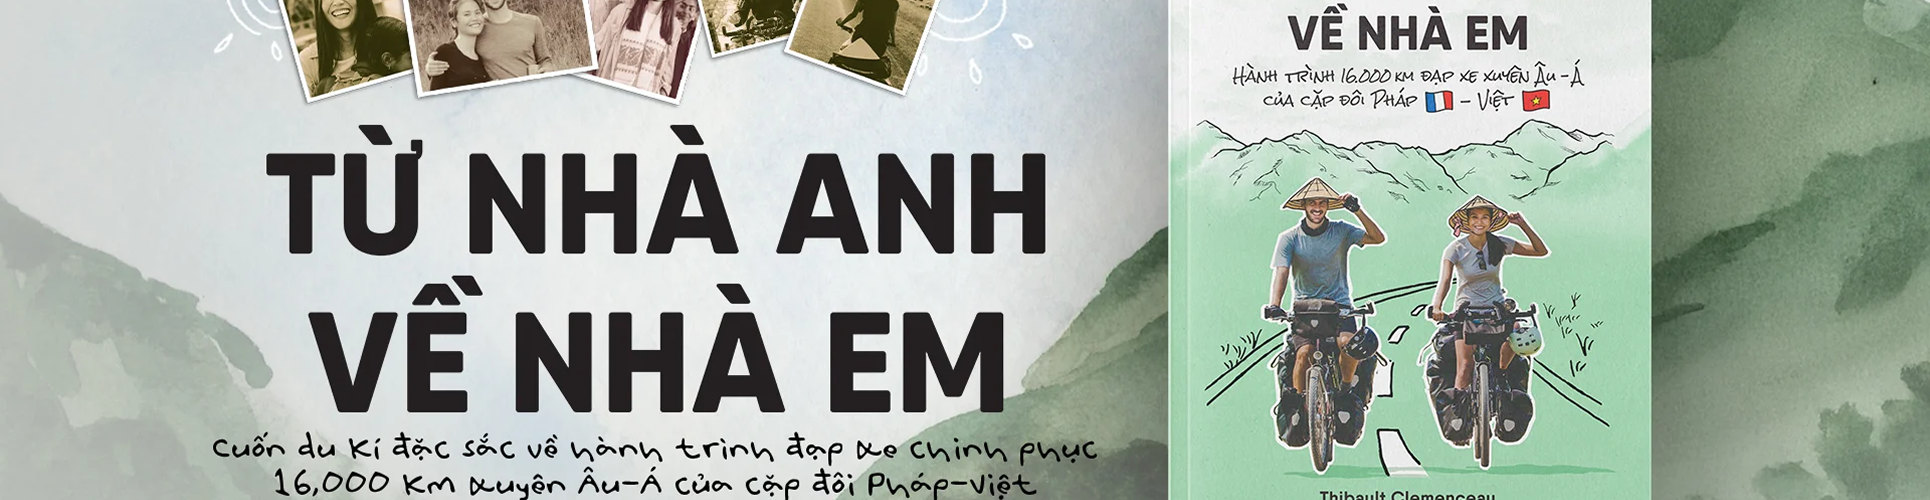 TỪ NHÀ ANH
VỀ NHÀ EM
Cuốn du kí đặc sắc về hành trình đạp xe chinh phục
16,000 Km xuyên Âu-Á của cặp đôi Pháp-Việt
VỀ NHÀ EM
HÀNH TRÌNH 16.000 KM ĐẠP XE XUYÊN ÂU - Á
CỦA CẶP ĐÔI PHÁP - VIỆT
Thibault Clemenceau